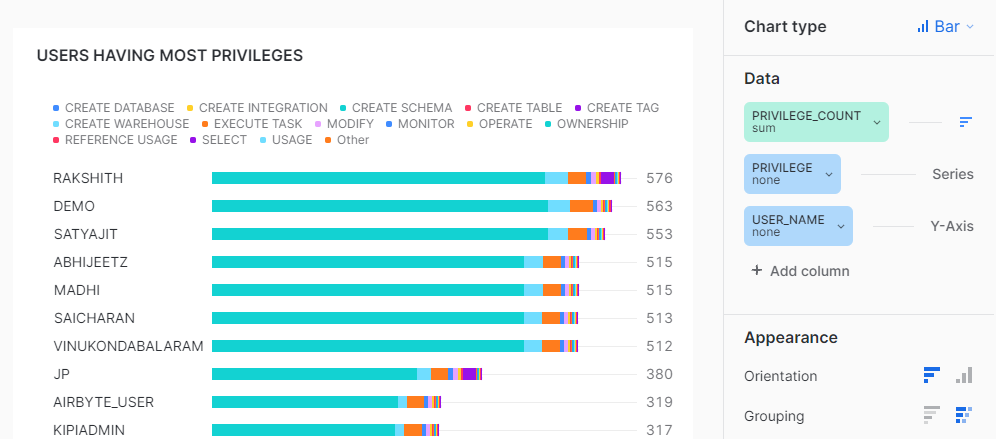 USERS HAVING MOST PRIVILEGES
CREATE DATABASE CREATE INTEGRATION CREATE SCHEMA CREATE TABLE CREATE TAG
CREATE WAREHOUSE EXECUTE TASK MODIFY MONITOR OPERATE OWNERSHIP
REFERENCE USAGE SELECT USAGE Other
RAKSHITH 576
DEMO 563
SATYAJIT 553
ABHIJEETZ 515
MADHI 515
SAICHARAN 513
VINUKONDABALARAM 512
JP 380
AIRBYTE_USER 319
KIPIADMIN 317
Chart type Bar
Data
PRIVILEGE_COUNT
sum
PRIVILEGE
none
Series
USER_NAME
none
Y-Axis
+ Add column
Appearance
Orientation
Grouping